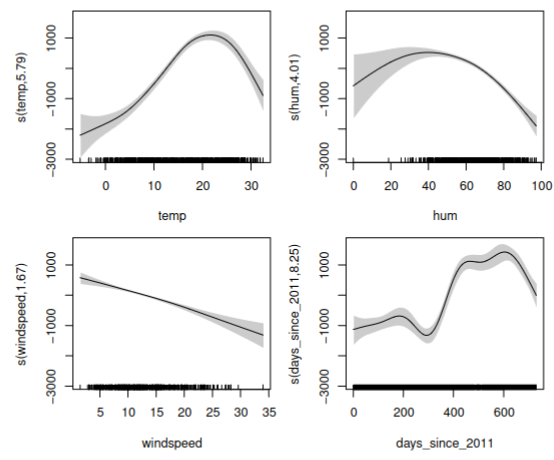 s(temp,5.79)
1000
-1000
-3000
0 10 20 30
temp
s(hum,4.01)
1000
-1000
-3000
0 20 40 60 80 100
hum
s(windspeed,1.67)
1000
-1000
-3000
5 10 15 20 25 30 35
windspeed
s(days_since_2011,8.25)
1000
-1000
-3000
0 200 400 600
days_since_2011